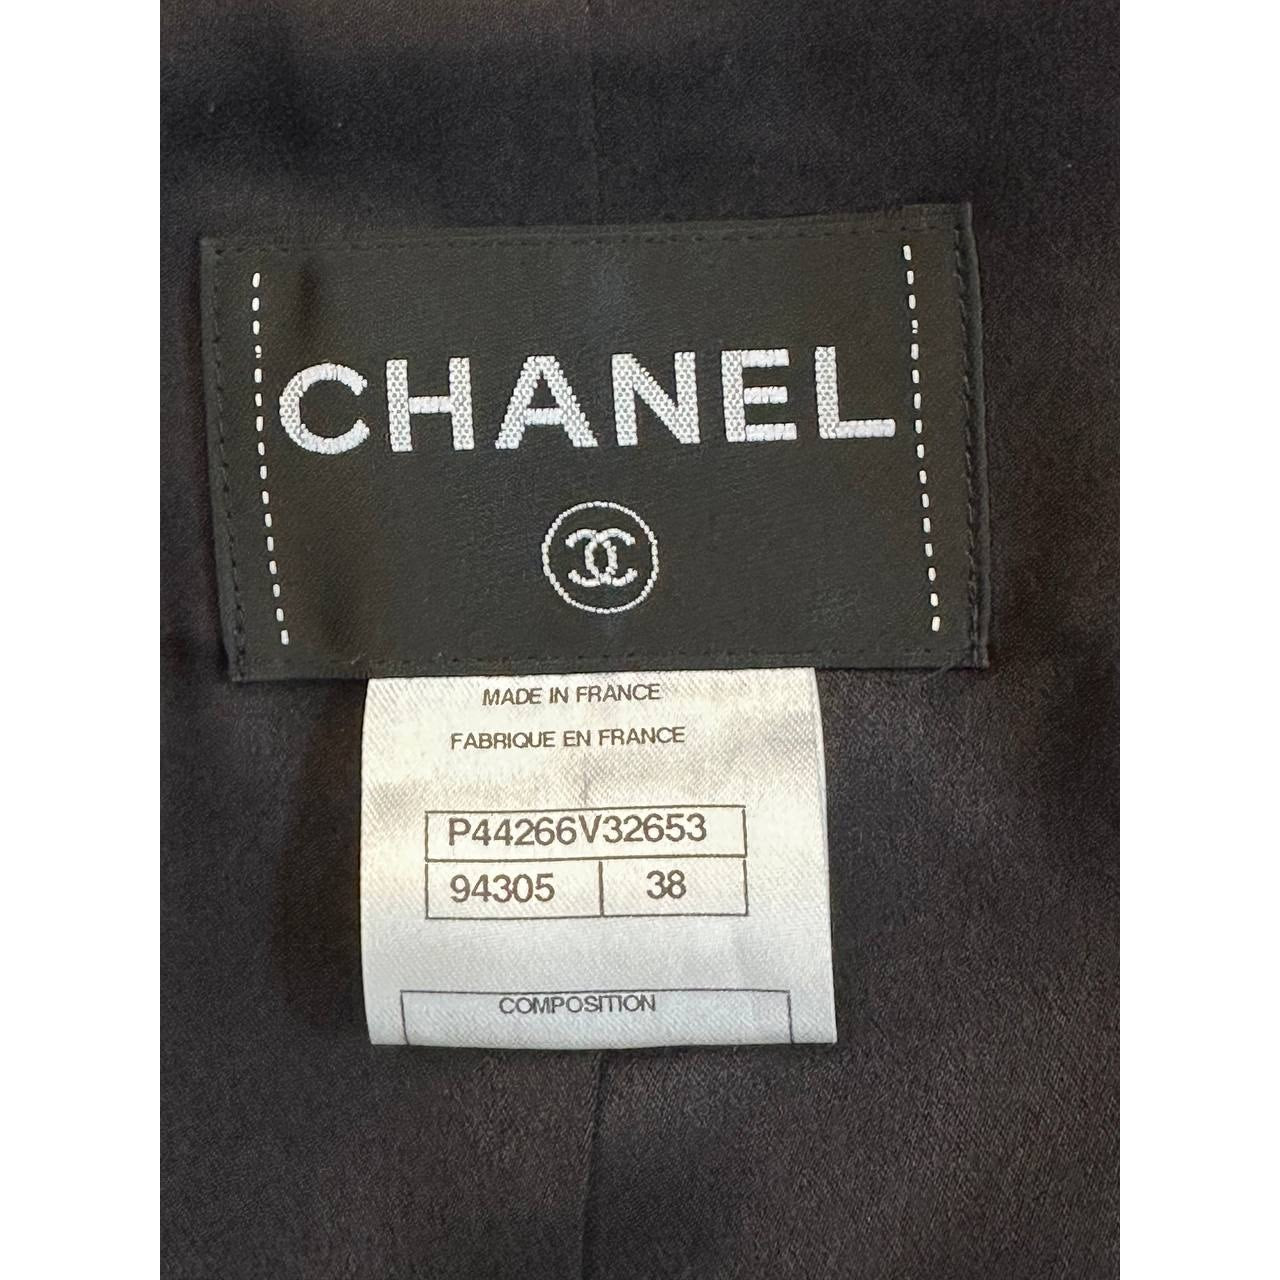 CHANEL
MADE IN FRANCE
FABRIQUE EN FRANCE
P44266V32653
94305 38
COMPOSITION